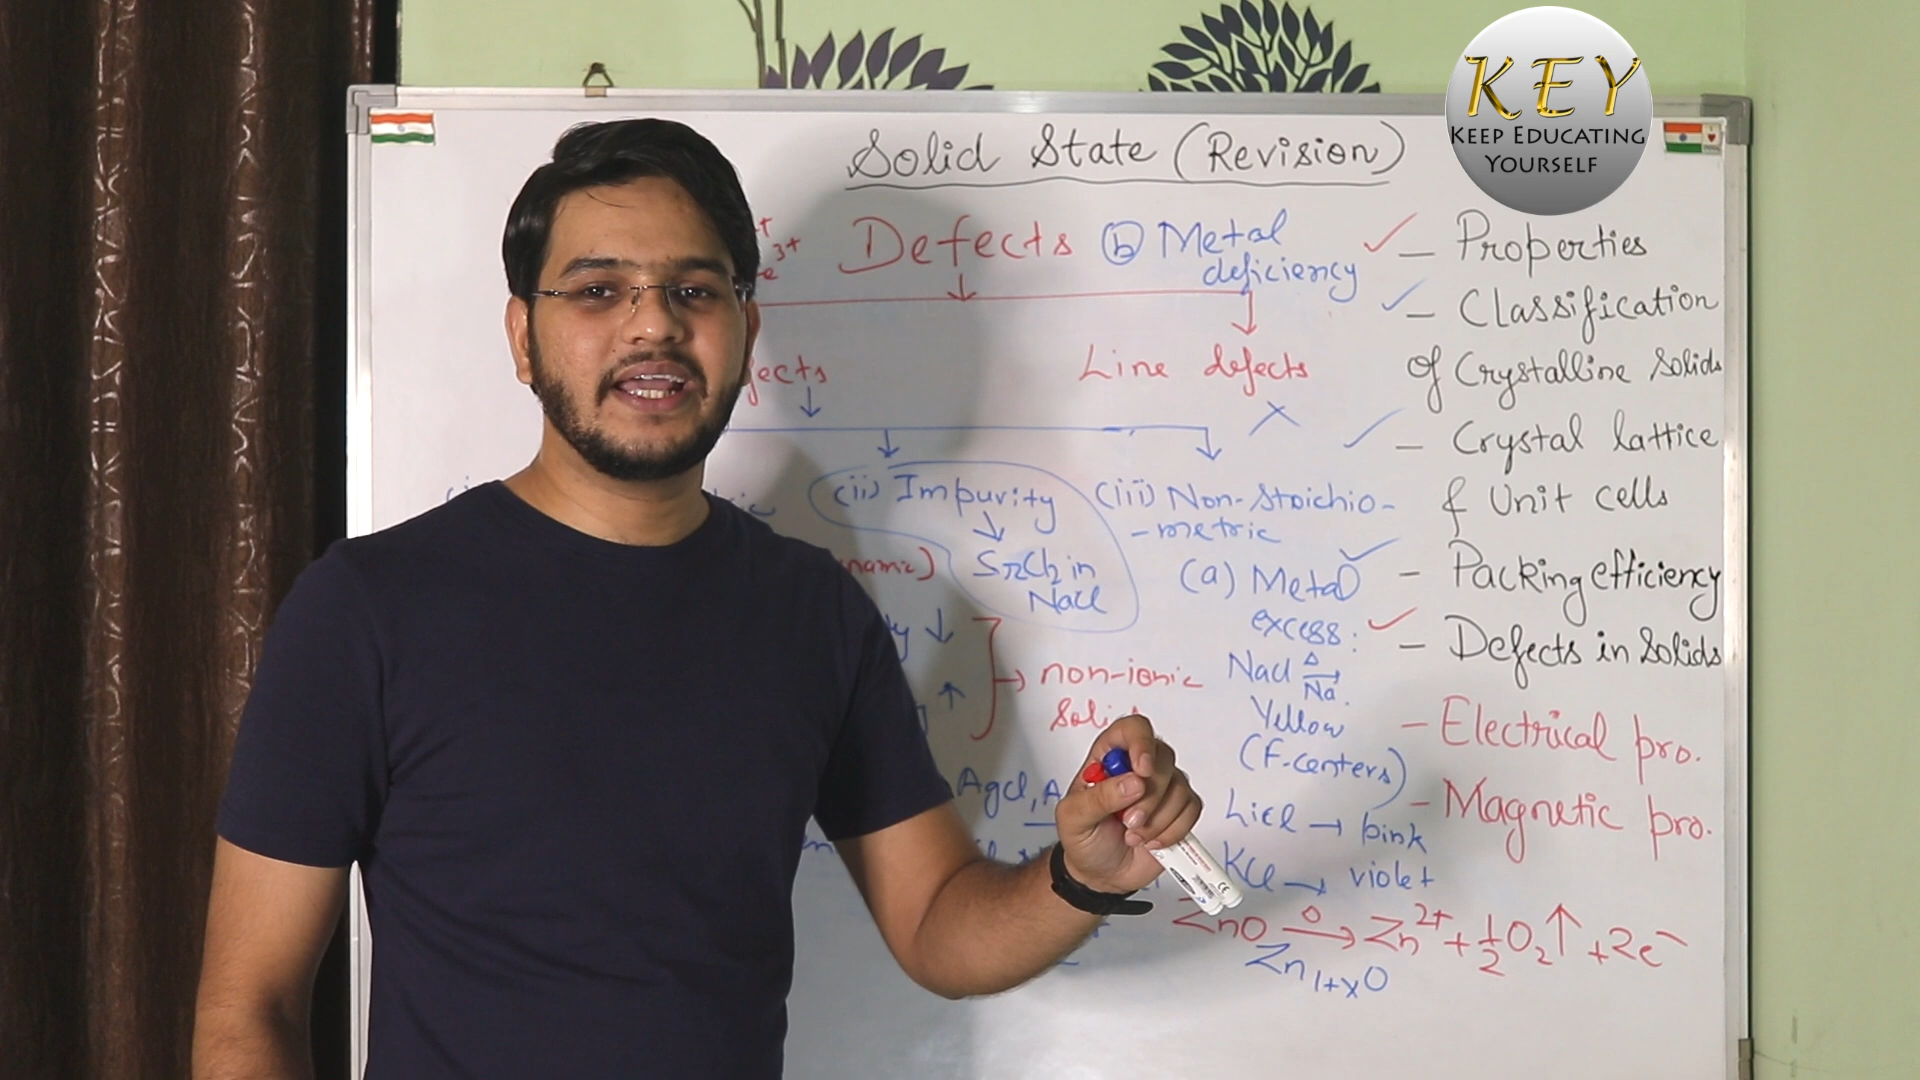 KEY
KEEP EDUCATING
YOURSELF
Solid State (Revision)
3+
Defects
(b) Metal
deficiency
Line defects
(ii) Impurity
SrCl2 in
NaCl
(iii) Non-stoichio-
-metric
(a) Metal
excess:
NaCl Δ→
Na
Yellow
(F-centers)
LiCl → pink
KCl → violet
ZnO Δ→ Zn2+ + 1/2 O2↑ + 2e-
Zn1+xO
↓
↑
→ non-ionic
AgCl,
✓ - Properties
✓ - Classification
of Crystalline Solids
✓ - Crystal lattice
& Unit cells
✓ - Packing efficiency
✓ - Defects in Solids
- Electrical pro.
- Magnetic pro.